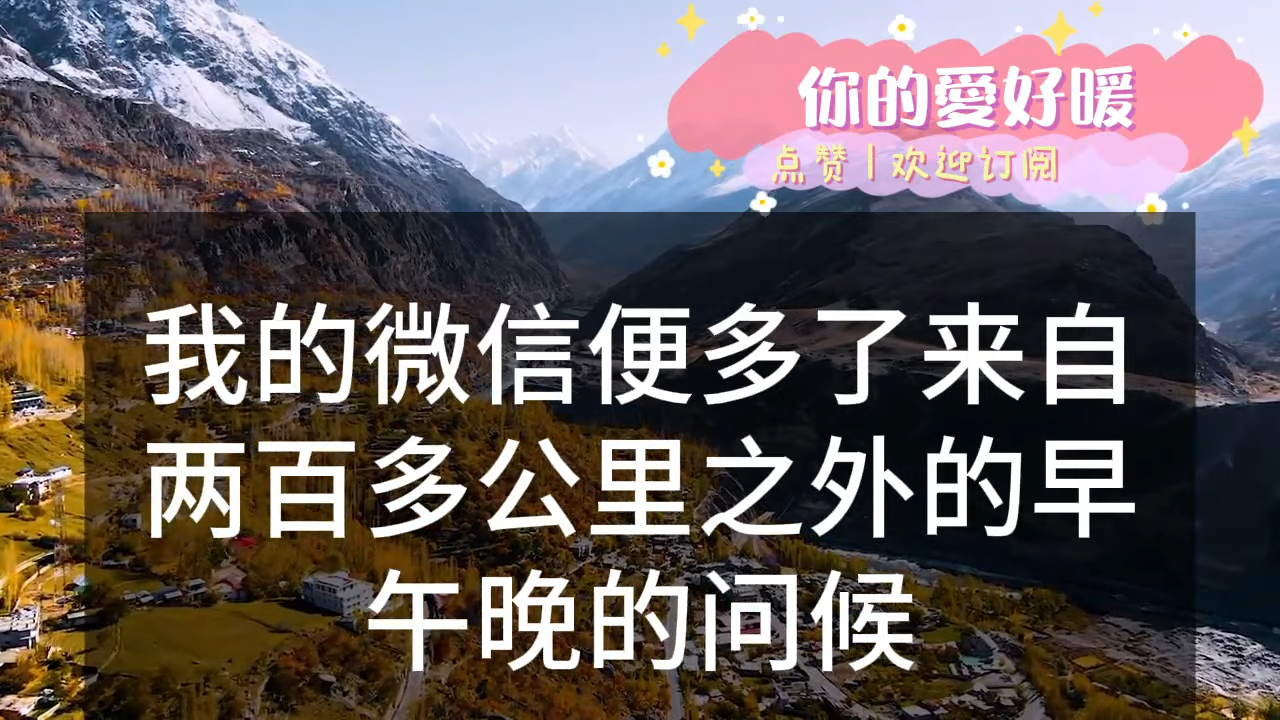 你的愛好暖
点赞 | 欢迎订阅
我的微信便多了来自
两百多公里之外的早
午晚的问候